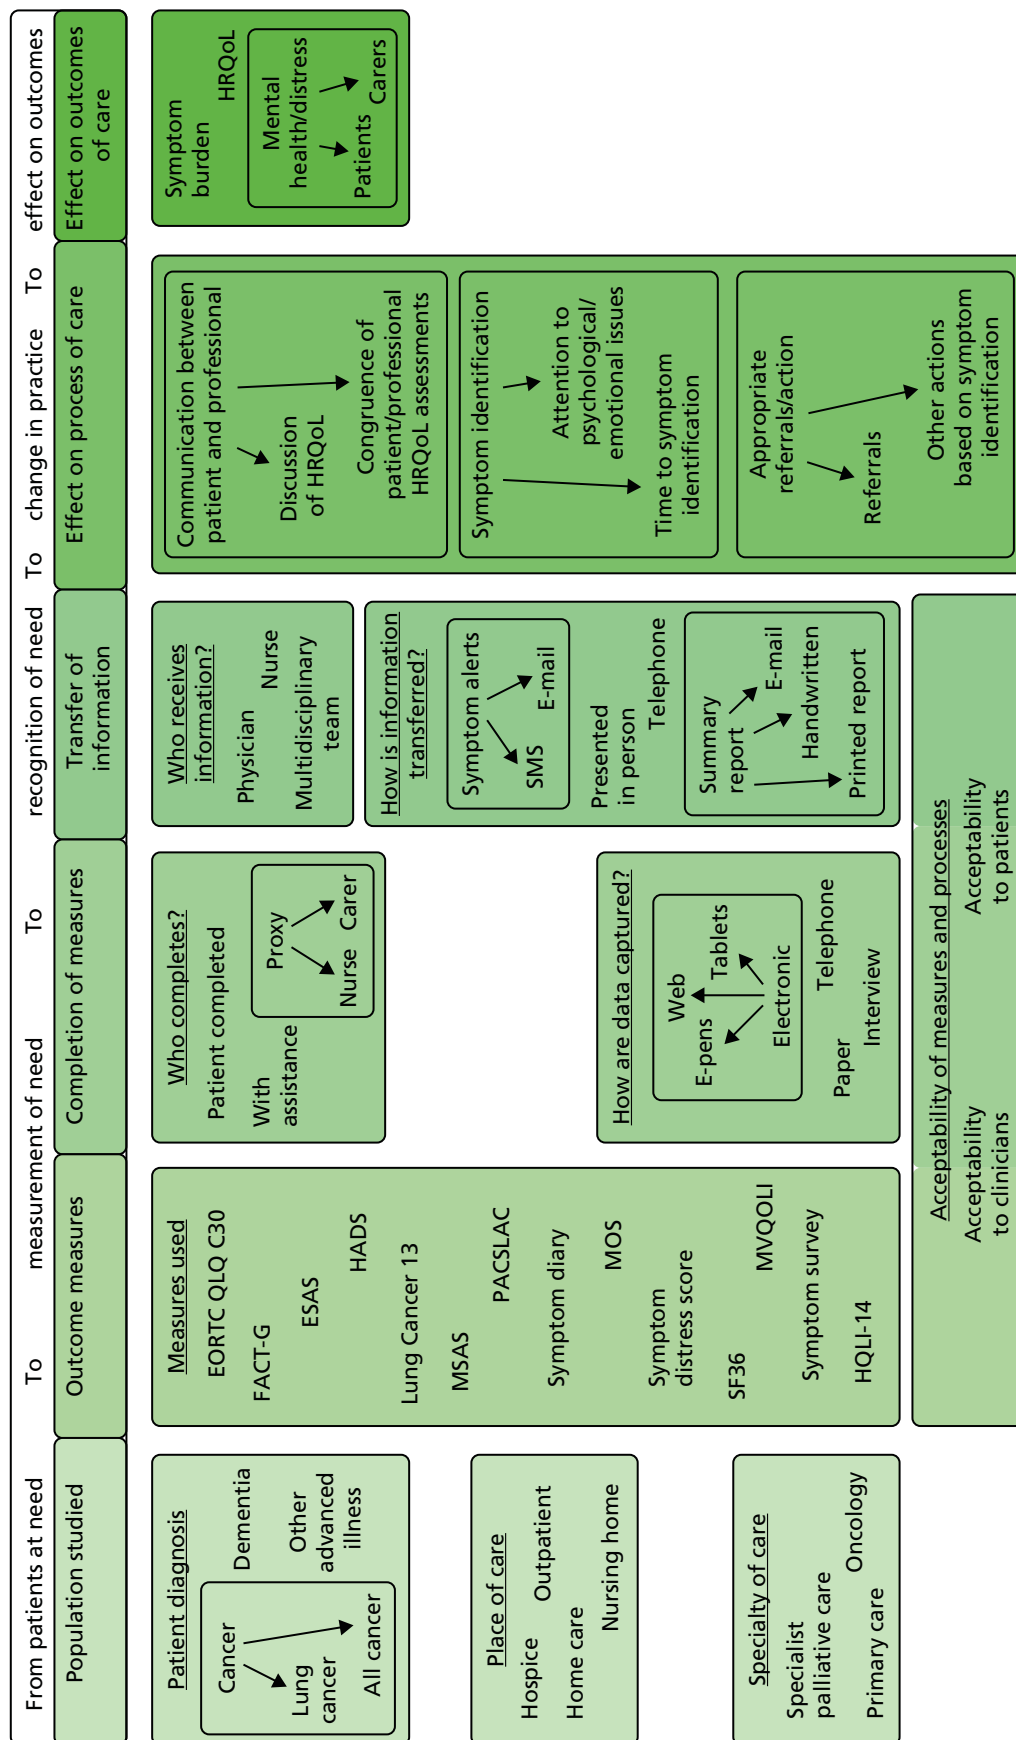 From patients at need
To
measurement of need
To
recognition of need
To
change in practice
To
effect on outcomes
Population studied
Outcome measures
Completion of measures
Transfer of
information
Effect on process of care
Effect on outcomes
of care
Patient diagnosis
Cancer
Lung
cancer
All cancer
Dementia
Other
advanced
illness
Place of care
Hospice
Outpatient
Home care
Nursing home
Specialty of care
Specialist
palliative care
Oncology
Primary care
Measures used
EORTC QLQ C30
FACT-G
ESAS
HADS
Lung Cancer 13
MSAS
PACSLAC
Symptom diary
MOS
Symptom
distress score
SF36
MVQOLI
Symptom survey
HQLI-14
Who completes?
Patient completed
With
assistance
Proxy
Nurse
Carer
How are data captured?
Web
E-pens
Tablets
Electronic
Telephone
Paper
Interview
Who receives
information?
Physician
Nurse
Multidisciplinary
team
How is information
transferred?
Symptom alerts
SMS
E-mail
Presented
in person
Telephone
Summary
report
E-mail
Handwritten
Printed report
Acceptability of measures and processes
Acceptability
to clinicians
Acceptability
to patients
Communication between
patient and professional
Discussion
of HRQoL
Congruence of
patient/professional
HRQoL assessments
Symptom identification
Attention to
psychological/
emotional issues
Time to symptom
identification
Appropriate
referrals/action
Referrals
Other actions
based on symptom
identification
Symptom
burden
HRQoL
Mental
health/distress
Patients
Carers